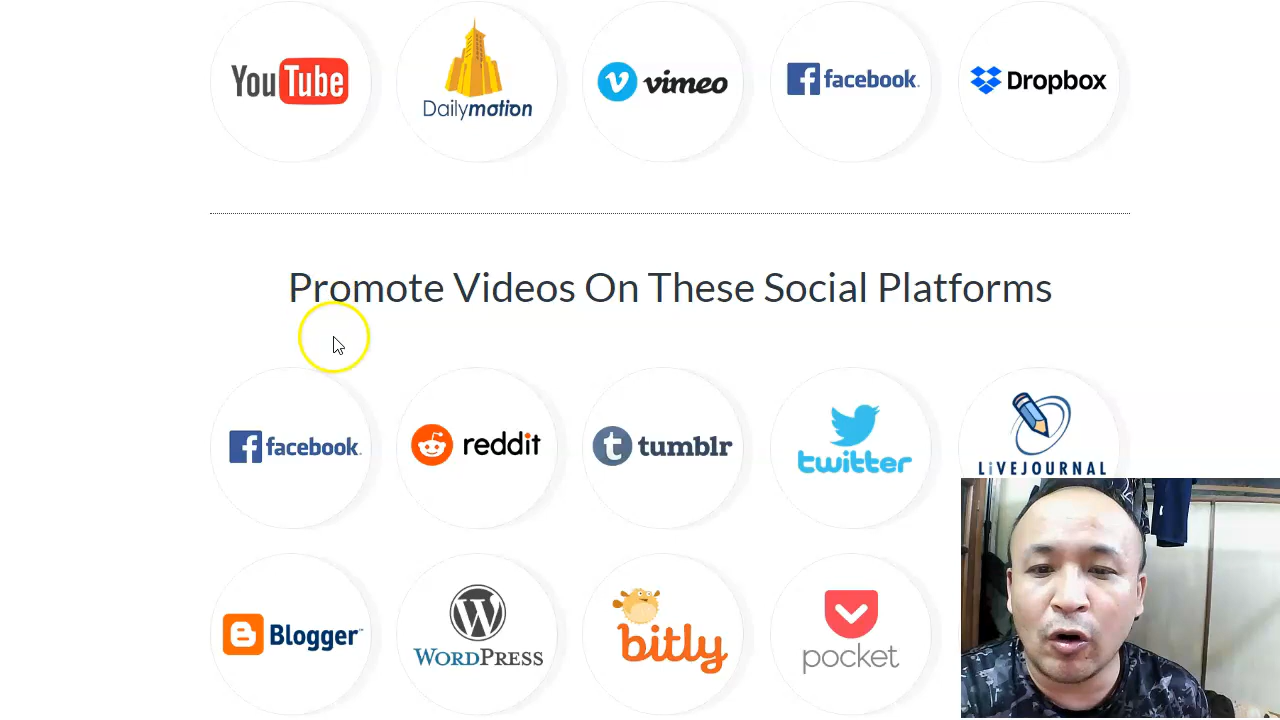 YouTube
Dailymotion
vimeo
facebook.
Dropbox
Promote Videos On These Social Platforms
facebook.
reddit
tumblr
twitter
LiVEJOURNAL
Blogger™
WORDPRESS
bitly
pocket